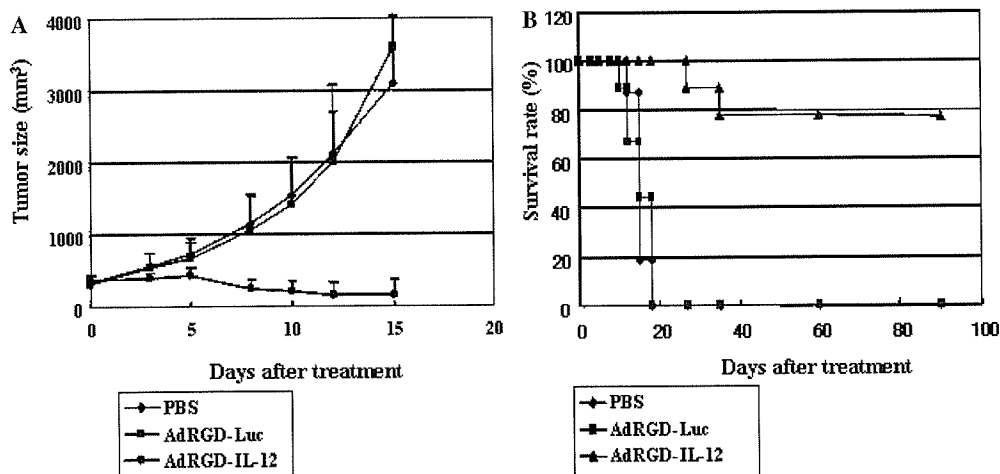 A
Tumor size (mm³)
4000
3000
2000
1000
0
0 5 10 15 20
Days after treatment
PBS
AdRGD-Luc
AdRGD-IL-12
B
Survival rate (%)
120
100
80
60
40
20
0
0 20 40 60 80 100
Days after treatment
PBS
AdRGD-Luc
AdRGD-IL-12